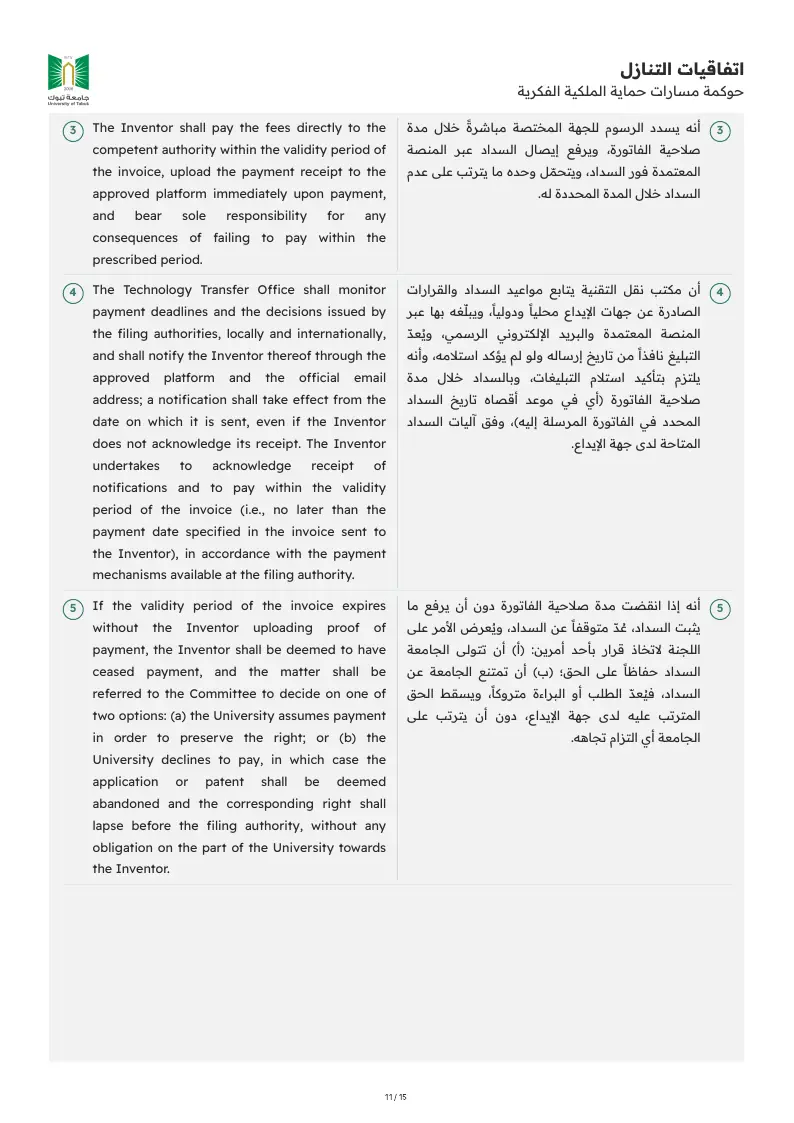 1979
2006
جامعة تبوك
University of Tabuk
اتفاقيات التنازل
حوكمة مسارات حماية الملكية الفكرية
3
The Inventor shall pay the fees directly to the
competent authority within the validity period of
the invoice, upload the payment receipt to the
approved platform immediately upon payment,
and bear sole responsibility for any
consequences of failing to pay within the
prescribed period.
3
أنه يسدد الرسوم للجهة المختصة مباشرةً خلال مدة
صلاحية الفاتورة، ويرفع إيصال السداد عبر المنصة
المعتمدة فور السداد، ويتحمّل وحده ما يترتب على عدم
السداد خلال المدة المحددة له.
4
The Technology Transfer Office shall monitor
payment deadlines and the decisions issued by
the filing authorities, locally and internationally,
and shall notify the Inventor thereof through the
approved platform and the official email
address; a notification shall take effect from the
date on which it is sent, even if the Inventor
does not acknowledge its receipt. The Inventor
undertakes to acknowledge receipt of
notifications and to pay within the validity
period of the invoice (i.e., no later than the
payment date specified in the invoice sent to
the Inventor), in accordance with the payment
mechanisms available at the filing authority.
4
أن مكتب نقل التقنية يتابع مواعيد السداد والقرارات
الصادرة عن جهات الإيداع محلياً ودولياً، ويبلّغه بها عبر
المنصة المعتمدة والبريد الإلكتروني الرسمي، ويُعدّ
التبليغ نافذاً من تاريخ إرساله ولو لم يؤكد استلامه، وأنه
يلتزم بتأكيد استلام التبليغات، وبالسداد خلال مدة
صلاحية الفاتورة (أي في موعد أقصاه تاريخ السداد
المحدد في الفاتورة المرسلة إليه)، وفق آليات السداد
المتاحة لدى جهة الإيداع.
5
If the validity period of the invoice expires
without the Inventor uploading proof of
payment, the Inventor shall be deemed to have
ceased payment, and the matter shall be
referred to the Committee to decide on one of
two options: (a) the University assumes payment
in order to preserve the right; or (b) the
University declines to pay, in which case the
application or patent shall be deemed
abandoned and the corresponding right shall
lapse before the filing authority, without any
obligation on the part of the University towards
the Inventor.
5
أنه إذا انقضت مدة صلاحية الفاتورة دون أن يرفع ما
يثبت السداد، عُدّ متوقفاً عن السداد، ويُعرض الأمر على
اللجنة لاتخاذ قرار بأحد أمرين: (أ) أن تتولى الجامعة
السداد حفاظاً على الحق؛ (ب) أن تمتنع الجامعة عن
السداد، فيُعدّ الطلب أو البراءة متروكاً، ويسقط الحق
المترتب عليه لدى جهة الإيداع، دون أن يترتب على
الجامعة أي التزام تجاهه.
11 / 15